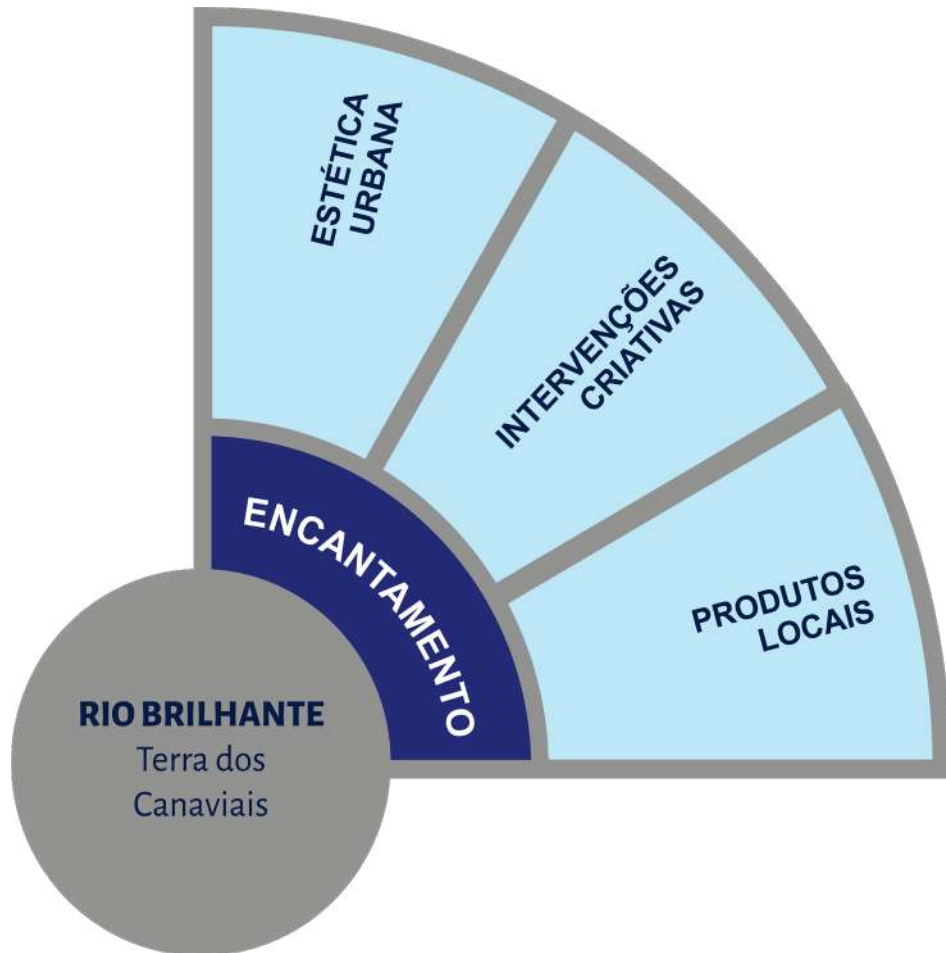 ESTÉTICA
URBANA
INTERVENÇÕES
CRIATIVAS
PRODUTOS
LOCAIS
ENCANTAMENTO
RIO BRILHANTE
Terra dos
Canaviais